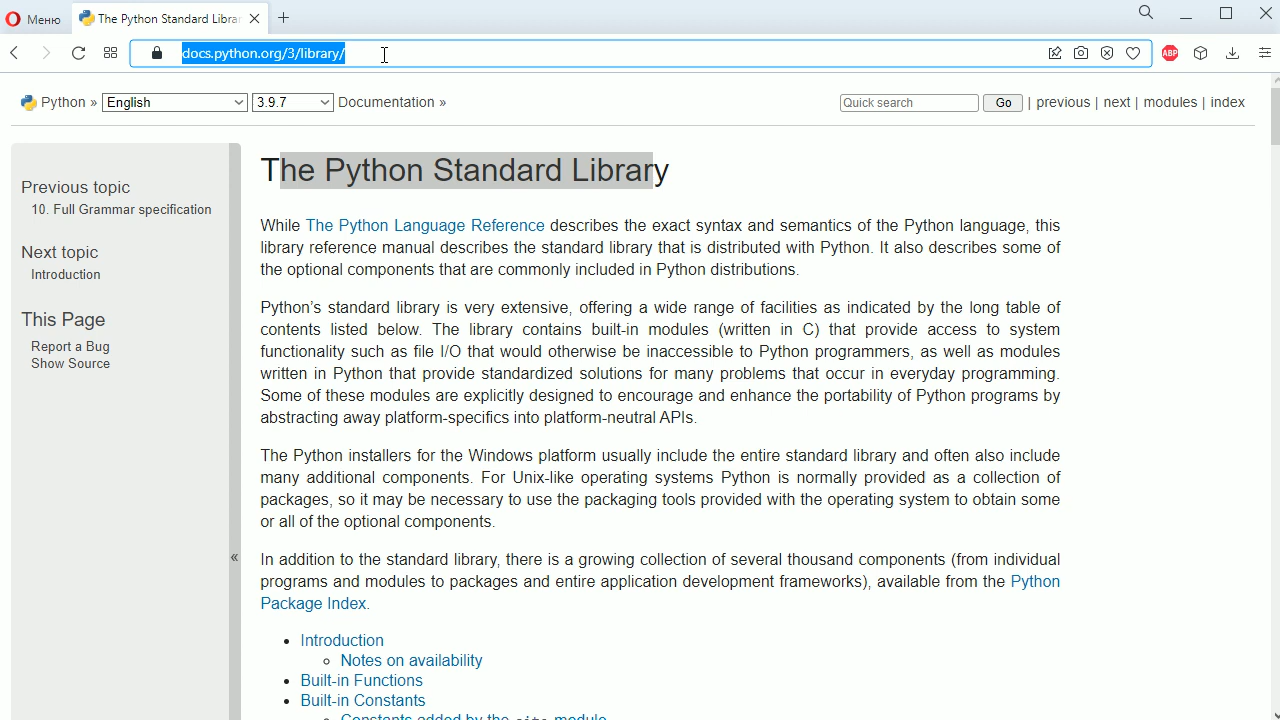 Меню
The Python Standard Librar
docs.python.org/3/library/
ABP
Python » English 3.9.7 Documentation »
Quick search Go | previous | next | modules | index
Previous topic
10. Full Grammar specification
Next topic
Introduction
This Page
Report a Bug
Show Source
«
The Python Standard Library
While The Python Language Reference describes the exact syntax and semantics of the Python language, this
library reference manual describes the standard library that is distributed with Python. It also describes some of
the optional components that are commonly included in Python distributions.
Python's standard library is very extensive, offering a wide range of facilities as indicated by the long table of
contents listed below. The library contains built-in modules (written in C) that provide access to system
functionality such as file I/O that would otherwise be inaccessible to Python programmers, as well as modules
written in Python that provide standardized solutions for many problems that occur in everyday programming.
Some of these modules are explicitly designed to encourage and enhance the portability of Python programs by
abstracting away platform-specifics into platform-neutral APIs.
The Python installers for the Windows platform usually include the entire standard library and often also include
many additional components. For Unix-like operating systems Python is normally provided as a collection of
packages, so it may be necessary to use the packaging tools provided with the operating system to obtain some
or all of the optional components.
In addition to the standard library, there is a growing collection of several thousand components (from individual
programs and modules to packages and entire application development frameworks), available from the Python
Package Index.
Introduction
Notes on availability
Built-in Functions
Built-in Constants
Constants added by the site module